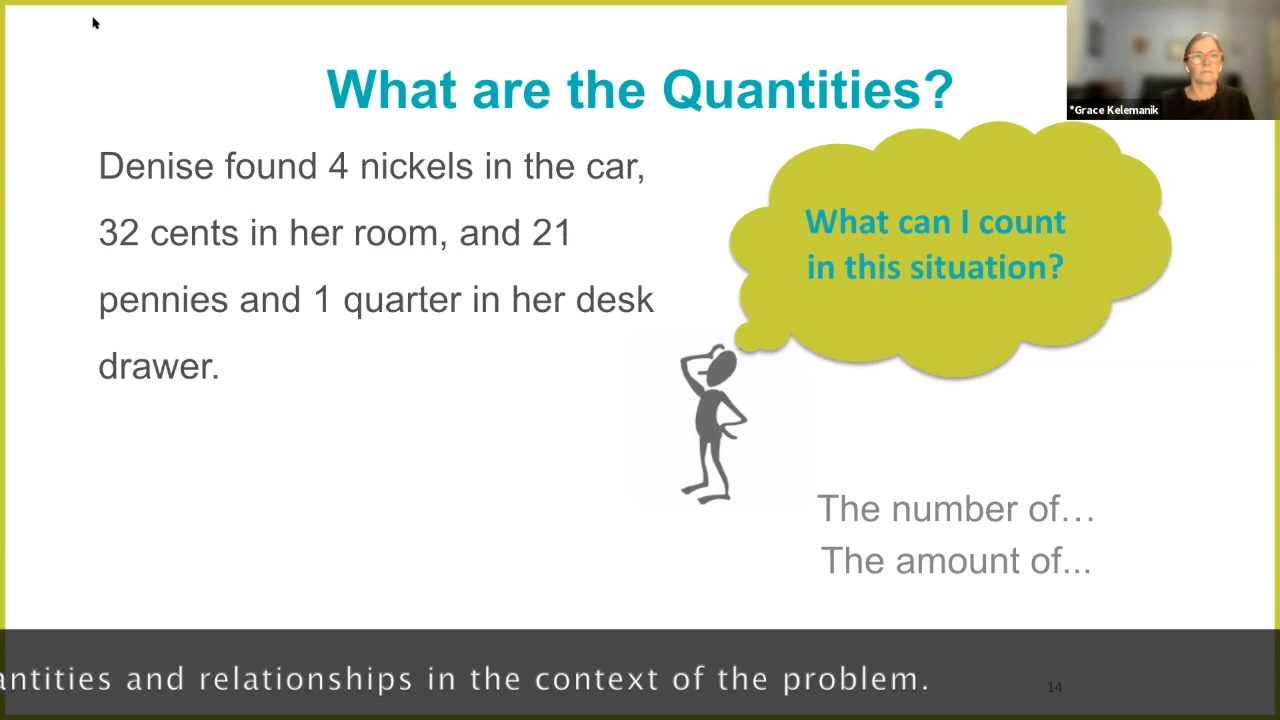 What are the Quantities?
*Grace Kelemanik
Denise found 4 nickels in the car,
32 cents in her room, and 21
pennies and 1 quarter in her desk
drawer.
What can I count
in this situation?
The number of…
The amount of...
antities and relationships in the context of the problem.
14